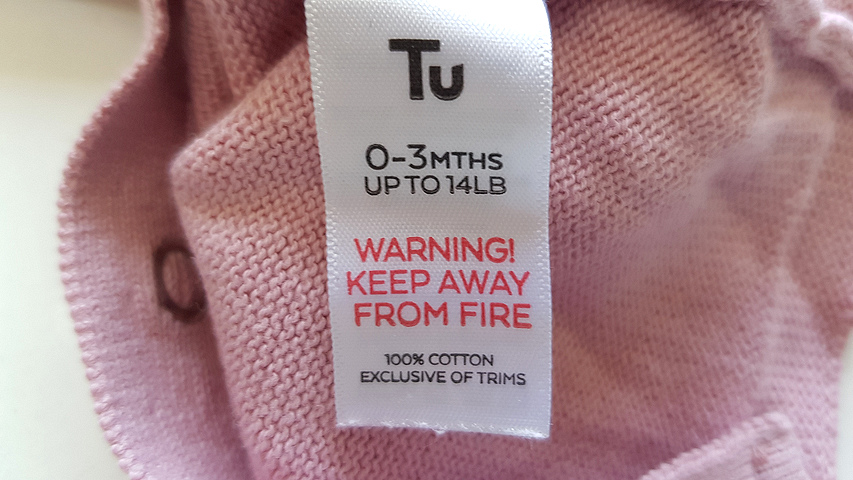 Tu
0-3MTHS
UP TO 14LB
WARNING!
KEEP AWAY
FROM FIRE
100% COTTON
EXCLUSIVE OF TRIMS